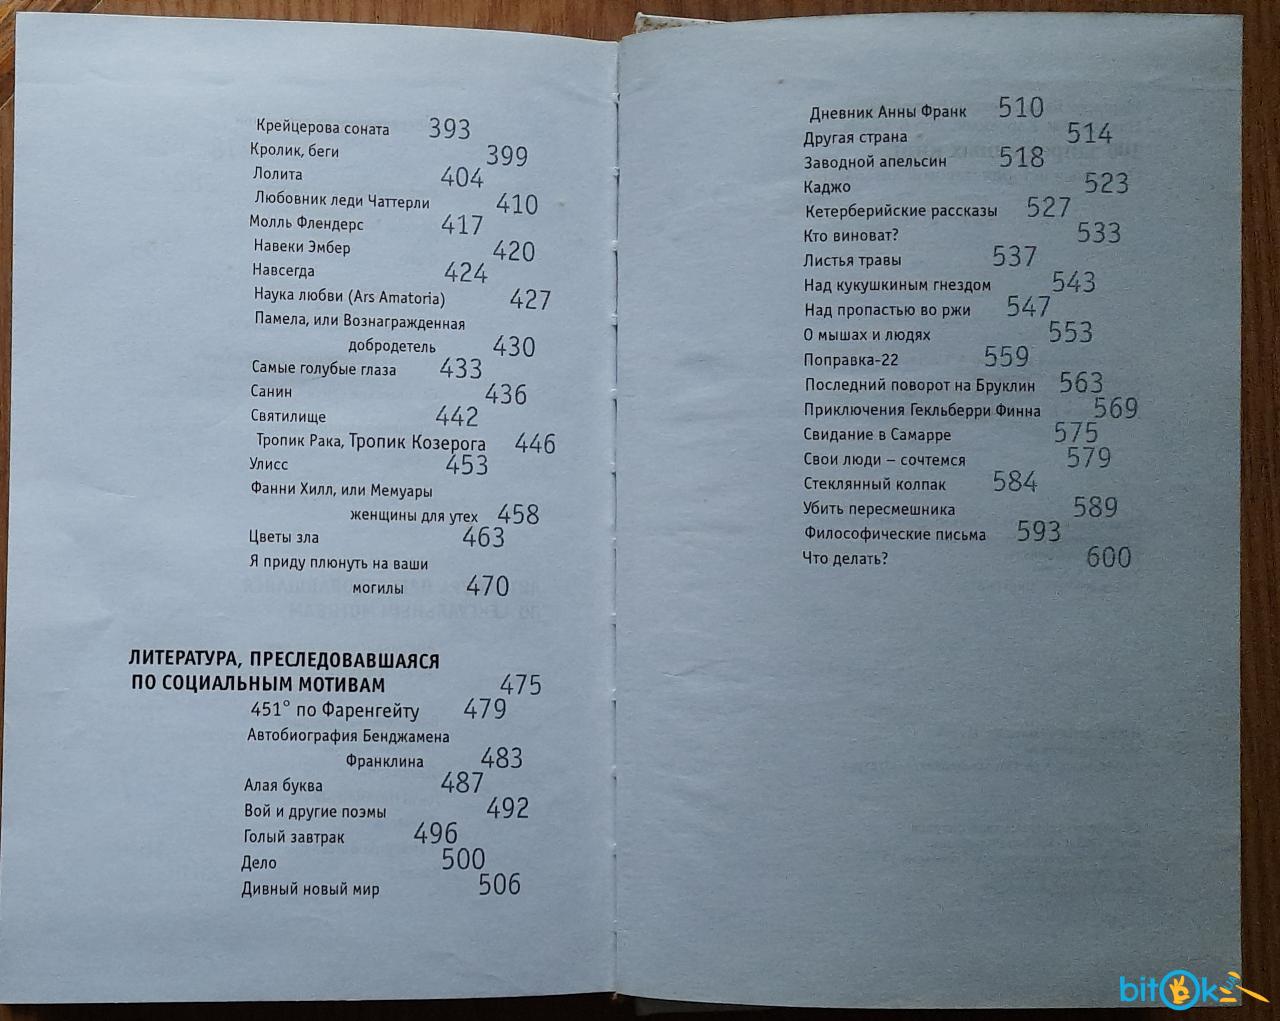 Крейцерова соната 393
Кролик, беги 399
Лолита 404
Любовник леди Чаттерли 410
Молль Флендерс 417
Навеки Эмбер 420
Навсегда 424
Наука любви (Ars Amatoria) 427
Памела, или Вознагражденная
добродетель 430
Самые голубые глаза 433
Санин 436
Святилище 442
Тропик Рака, Тропик Козерога 446
Улисс 453
Фанни Хилл, или Мемуары
женщины для утех 458
Цветы зла 463
Я приду плюнуть на ваши
могилы 470
ЛИТЕРАТУРА, ПРЕСЛЕДОВАВШАЯСЯ
ПО СОЦИАЛЬНЫМ МОТИВАМ 475
451° по Фаренгейту 479
Автобиография Бенджамена
Франклина 483
Алая буква 487
Вой и другие поэмы 492
Голый завтрак 496
Дело 500
Дивный новый мир 506
Дневник Анны Франк 510
Другая страна 514
Заводной апельсин 518
Каджо 523
Кетерберийские рассказы 527
Кто виноват? 533
Листья травы 537
Над кукушкиным гнездом 543
Над пропастью во ржи 547
О мышах и людях 553
Поправка-22 559
Последний поворот на Бруклин 563
Приключения Гекльберри Финна 569
Свидание в Самарре 575
Свои люди – сочтемся 579
Стеклянный колпак 584
Убить пересмешника 589
Философические письма 593
Что делать? 600
bitOk